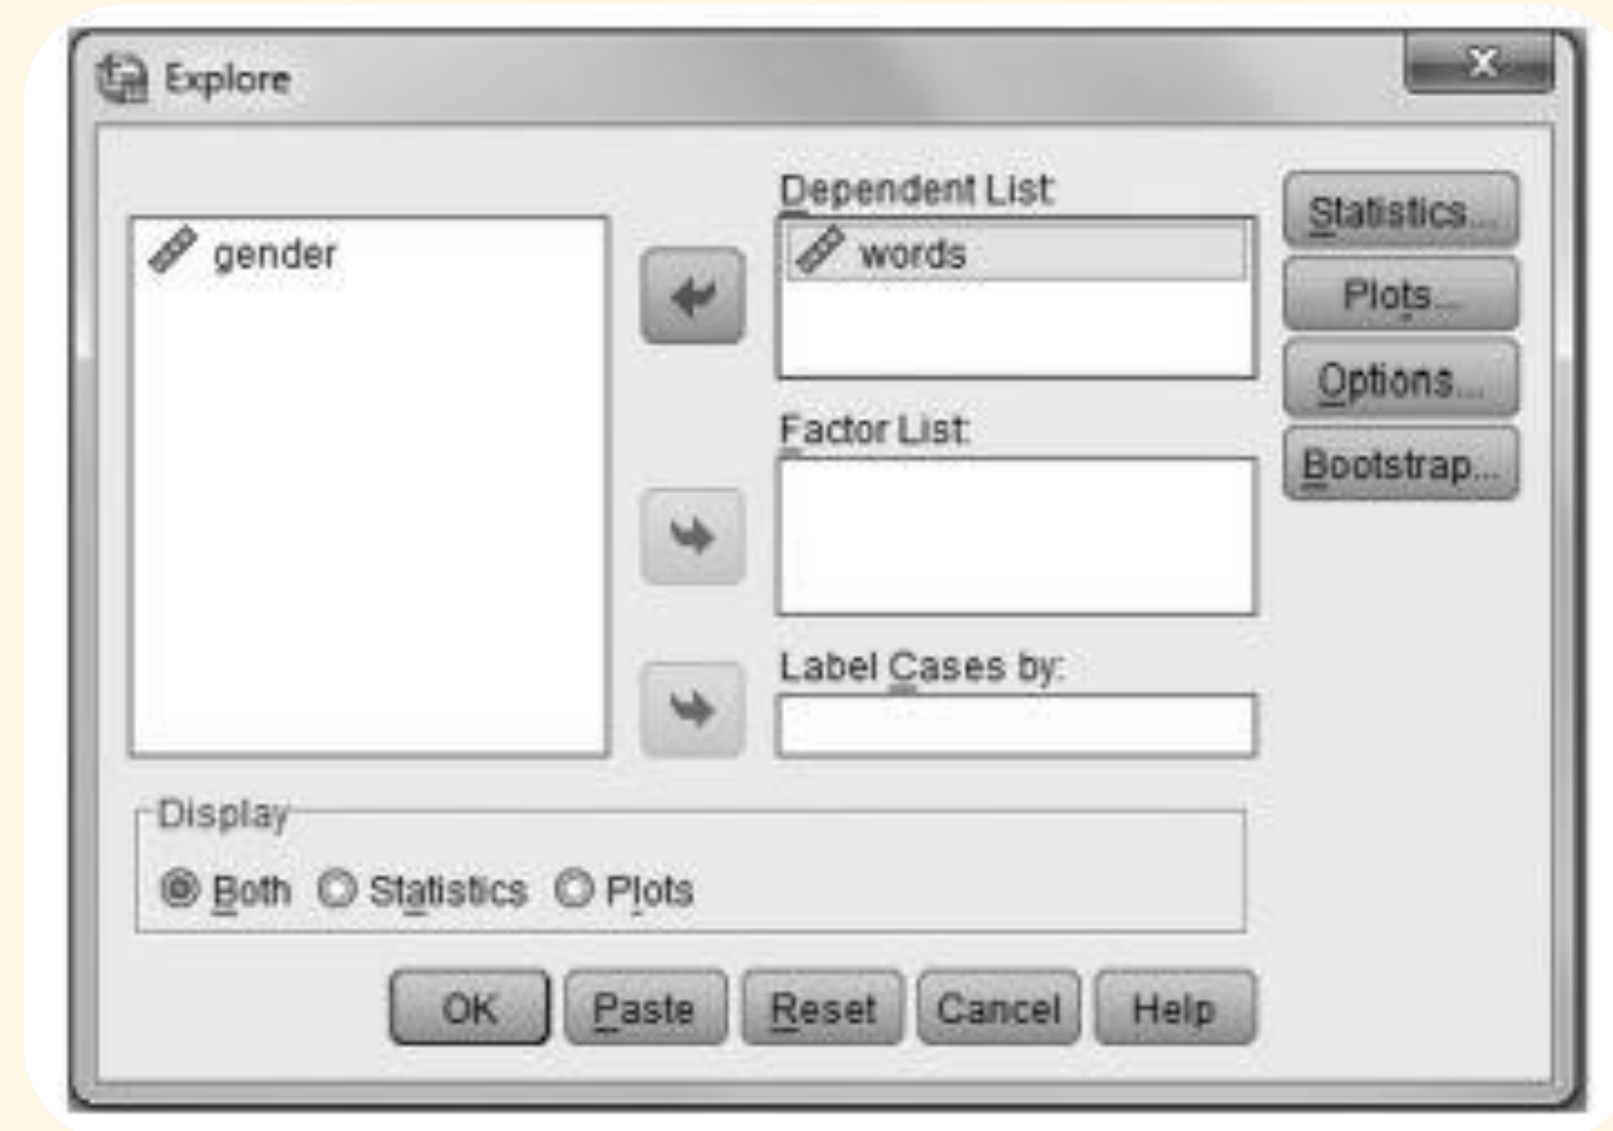 Explore
gender
Dependent List:
words
Factor List:
Label Cases by:
Statistics...
Plots...
Options...
Bootstrap...
Display
Both Statistics Plots
OK Paste Reset Cancel Help